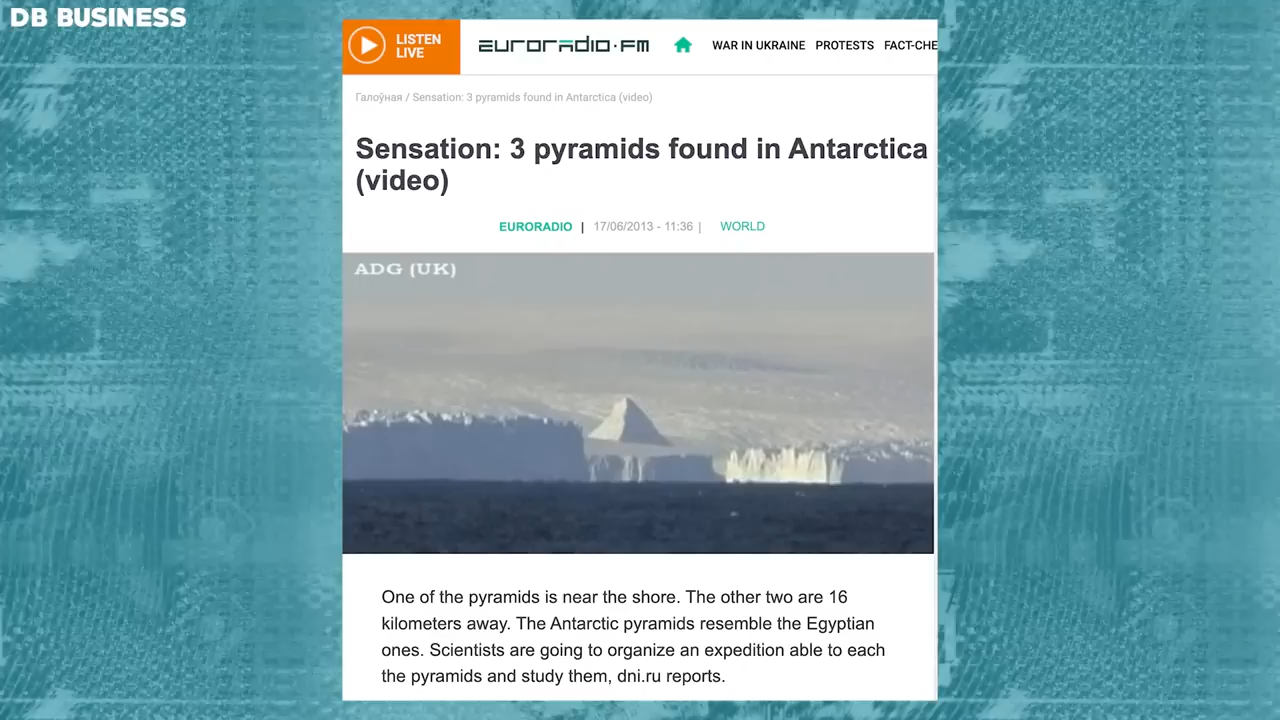 DB BUSINESS
LISTEN
LIVE
euroradio·fm
WAR IN UKRAINE PROTESTS FACT-CHE
Галоўная / Sensation: 3 pyramids found in Antarctica (video)
Sensation: 3 pyramids found in Antarctica
(video)
EURORADIO | 17/06/2013 - 11:36 | WORLD
ADG (UK)
One of the pyramids is near the shore. The other two are 16
kilometers away. The Antarctic pyramids resemble the Egyptian
ones. Scientists are going to organize an expedition able to each
the pyramids and study them, dni.ru reports.